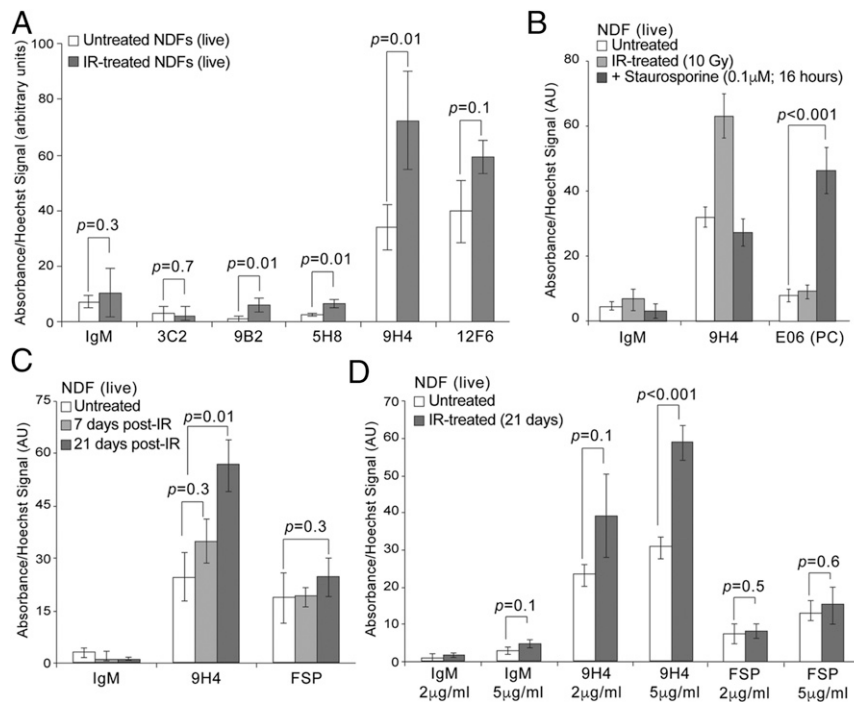 A
Absorbance/Hoechst Signal (arbitrary units)
Untreated NDFs (live)
IR-treated NDFs (live)
100
80
60
40
20
0
p=0.3
p=0.7
p=0.01
p=0.01
p=0.01
p=0.1
IgM 3C2 9B2 5H8 9H4 12F6
B
NDF (live)
Untreated
IR-treated (10 Gy)
+ Staurosporine (0.1μM; 16 hours)
Absorbance/Hoechst Signal (AU)
80
60
40
20
0
p<0.001
IgM 9H4 E06 (PC)
C
NDF (live)
Untreated
7 days post-IR
21 days post-IR
Absorbance/Hoechst Signal (AU)
75
60
45
30
15
0
p=0.01
p=0.3
p=0.3
IgM 9H4 FSP
D
NDF (live)
Untreated
IR-treated (21 days)
Absorbance/Hoechst Signal (AU)
70
60
50
40
30
20
10
0
p=0.1
p=0.1
p<0.001
p=0.5
p=0.6
IgM IgM 9H4 9H4 FSP FSP
2μg/ml 5μg/ml 2μg/ml 5μg/ml 2μg/ml 5μg/ml